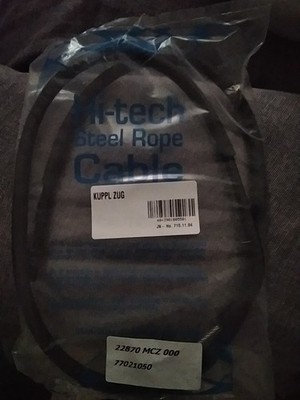 Hi-tech
Steel Rope
Cable
KUPPL ZUG
22870 MCZ 000
77021050